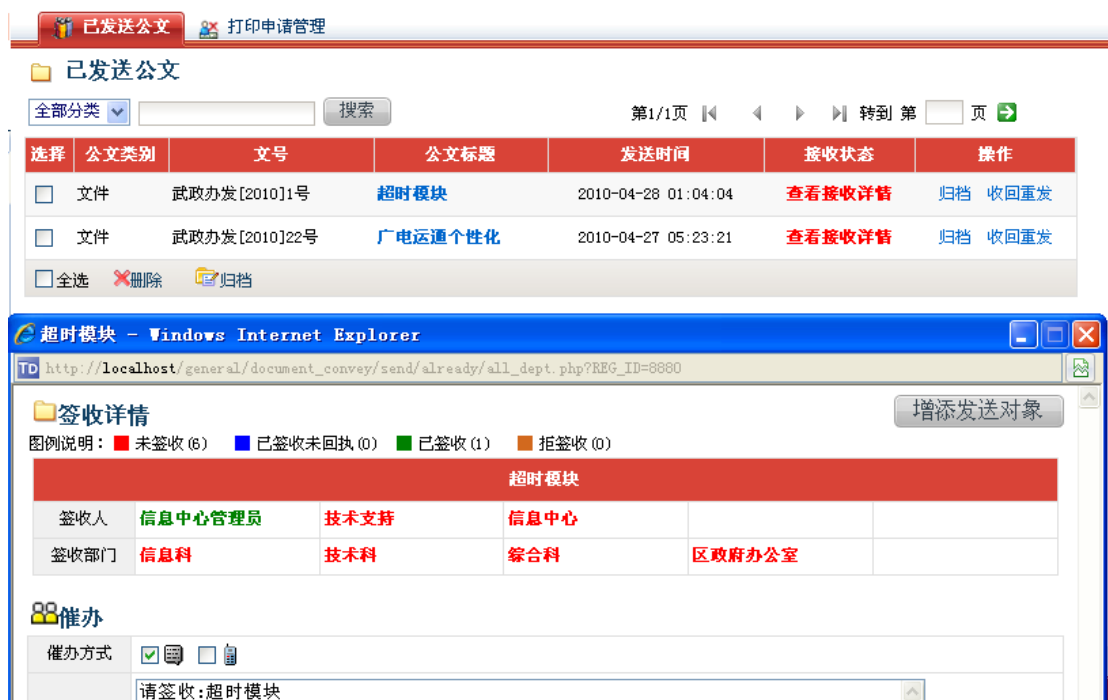 已发送公文 打印申请管理
已发送公文
全部分类 搜索 第1/1页 转到 第 页
选择 公文类别 文号 公文标题 发送时间 接收状态 操作
文件 武政办发[2010]1号 超时模块 2010-04-28 01:04:04 查看接收详情 归档 收回重发
文件 武政办发[2010]22号 广电运通个性化 2010-04-27 05:23:21 查看接收详情 归档 收回重发
全选 删除 归档
超时模块 - Windows Internet Explorer
TD http://localhost/general/document_convey/send/already/all_dept.php?REG_ID=8880
签收详情 增添发送对象
图例说明: 未签收(6) 已签收未回执(0) 已签收(1) 拒签收(0)
超时模块
签收人 信息中心管理员 技术支持 信息中心
签收部门 信息科 技术科 综合科 区政府办公室
催办
催办方式
请签收:超时模块